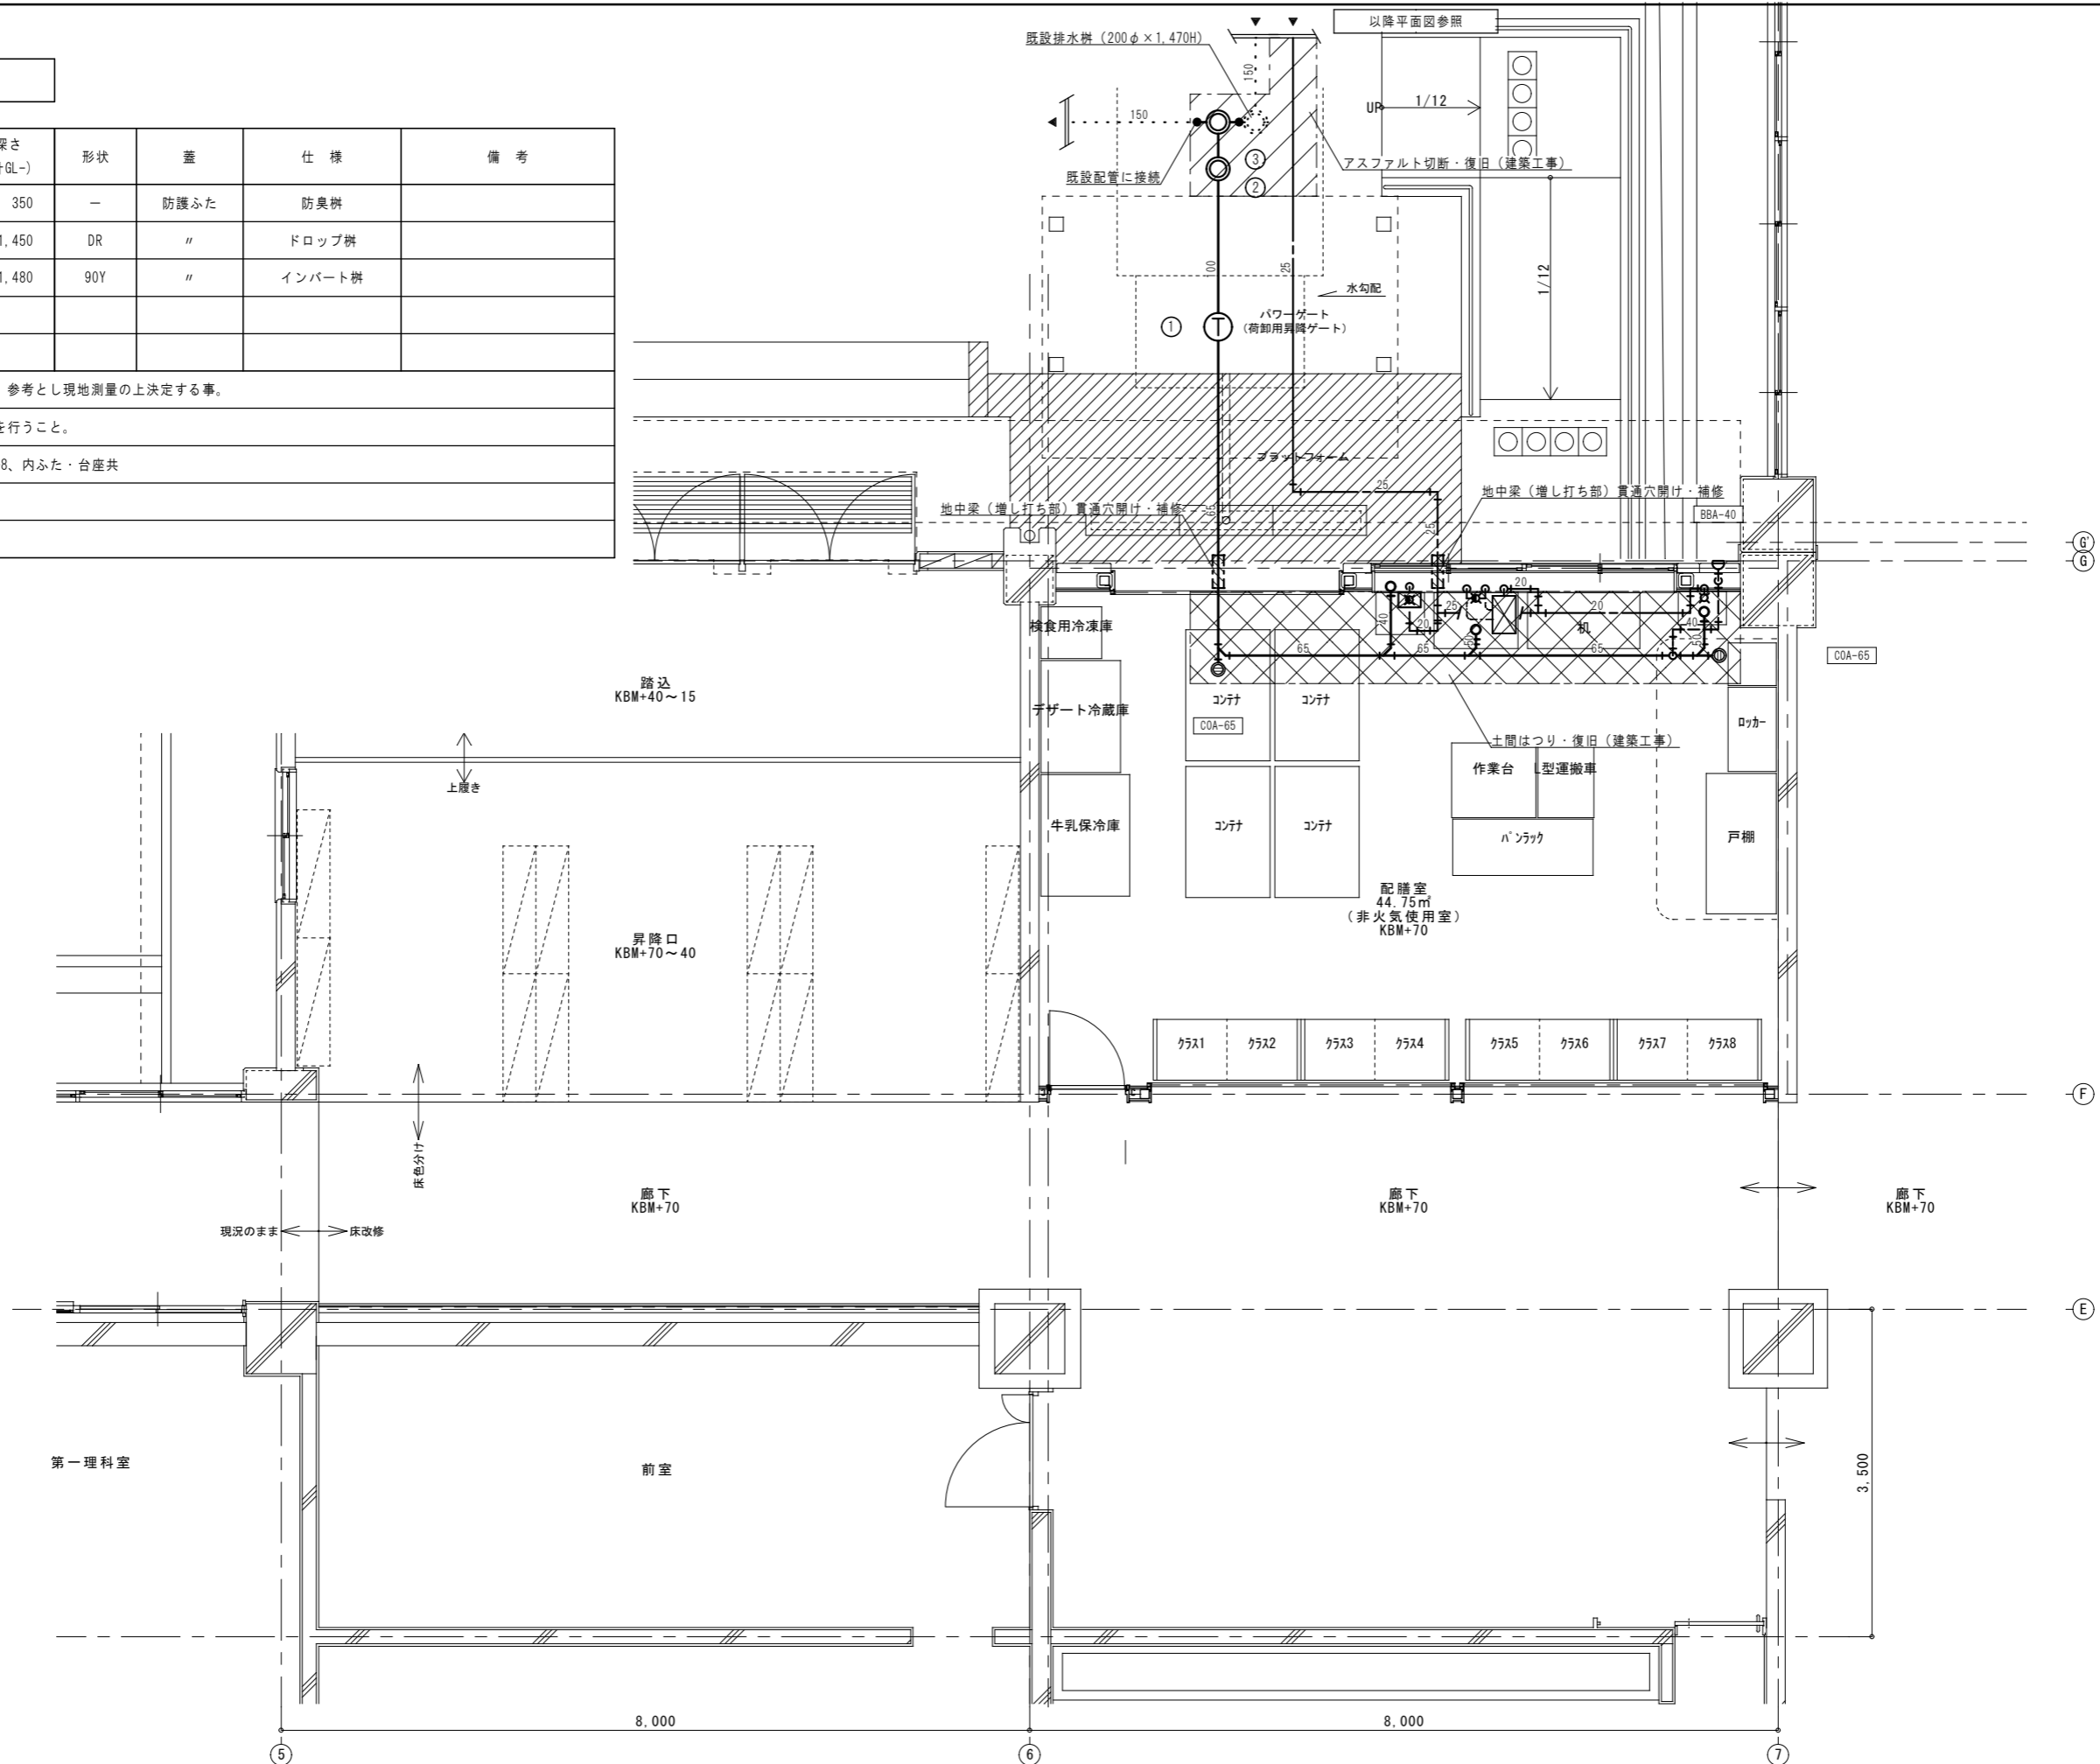 深さ
形状
蓋
仕 様
備 考
350
―
防護ふた
防臭桝
1,450
DR
〃
ドロップ桝
1,480
90Y
〃
インバート桝
参考とし現地測量の上決定する事。
を行うこと。
8、内ふた・台座共
以降平面図参照
既設排水桝（200φ×1,470H）
150
150
UP
1/12
③
②
アスファルト切断・復旧（建築工事）
既設配管に接続
100
25
1/12
水勾配
①
T
パワーゲート
（荷卸用昇降ゲート）
プラットフォーム
25
地中梁（増し打ち部）貫通穴開け・補修
地中梁（増し打ち部）貫通穴開け・補修
65
25
BBA-40
G'
G
20
25
20
20
40
40
50
50
机
65
65
65
検食用冷凍庫
COA-65
踏込
KBM+40～15
デザート冷蔵庫
コンテナ
コンテナ
COA-65
ロッカー
土間はつり・復旧（建築工事）
作業台
L型運搬車
上履き
牛乳保冷庫
コンテナ
コンテナ
パンラック
戸棚
配膳室
44.75㎡
（非火気使用室）
KBM+70
昇降口
KBM+70～40
クラス1
クラス2
クラス3
クラス4
クラス5
クラス6
クラス7
クラス8
F
床色分け
廊下
KBM+70
廊下
KBM+70
廊下
KBM+70
現況のまま
床改修
E
3,500
第一理科室
前室
8,000
8,000
⑤
⑥
⑦